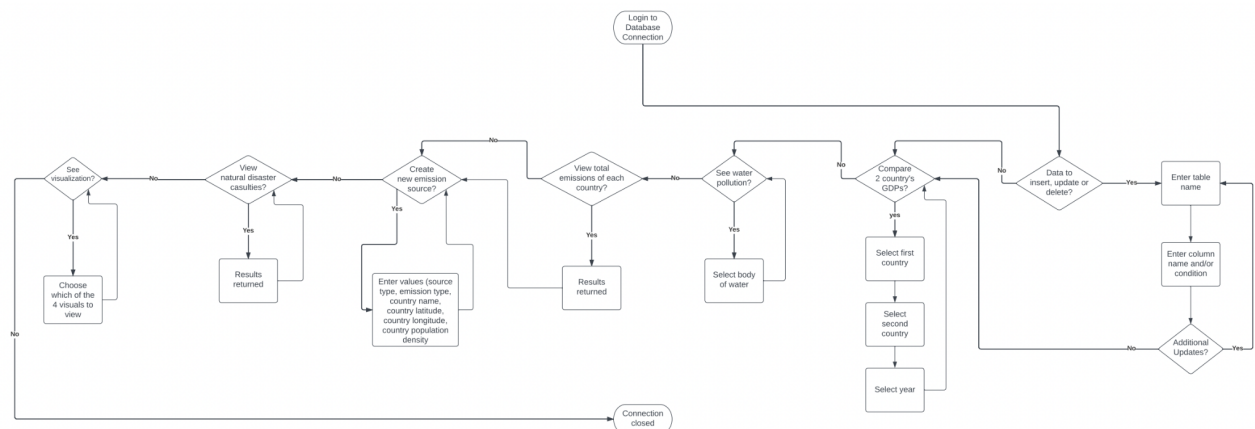 Login to
Database
Connection
No
View
natural disaster
casulties?
See
visualization?
No
Create
new emission
source?
No
View total
emissions of each
country?
See water
pollution?
No
Compare
2 country's
GDPs?
No
Data to
insert, update or
delete?
No
Yes
Enter table
name
Yes
Yes
Yes
Yes
Yes
yes
Choose
which of the
4 visuals to
view
Results
returned
Enter values (source
type, emission type,
country name,
country latitude,
country longitude,
country population
density
Results
returned
Select body
of water
Select first
country
Enter column
name and/or
condition
Select
second
country
No
Additional
Updates?
No
Yes
Select year
Connection
closed